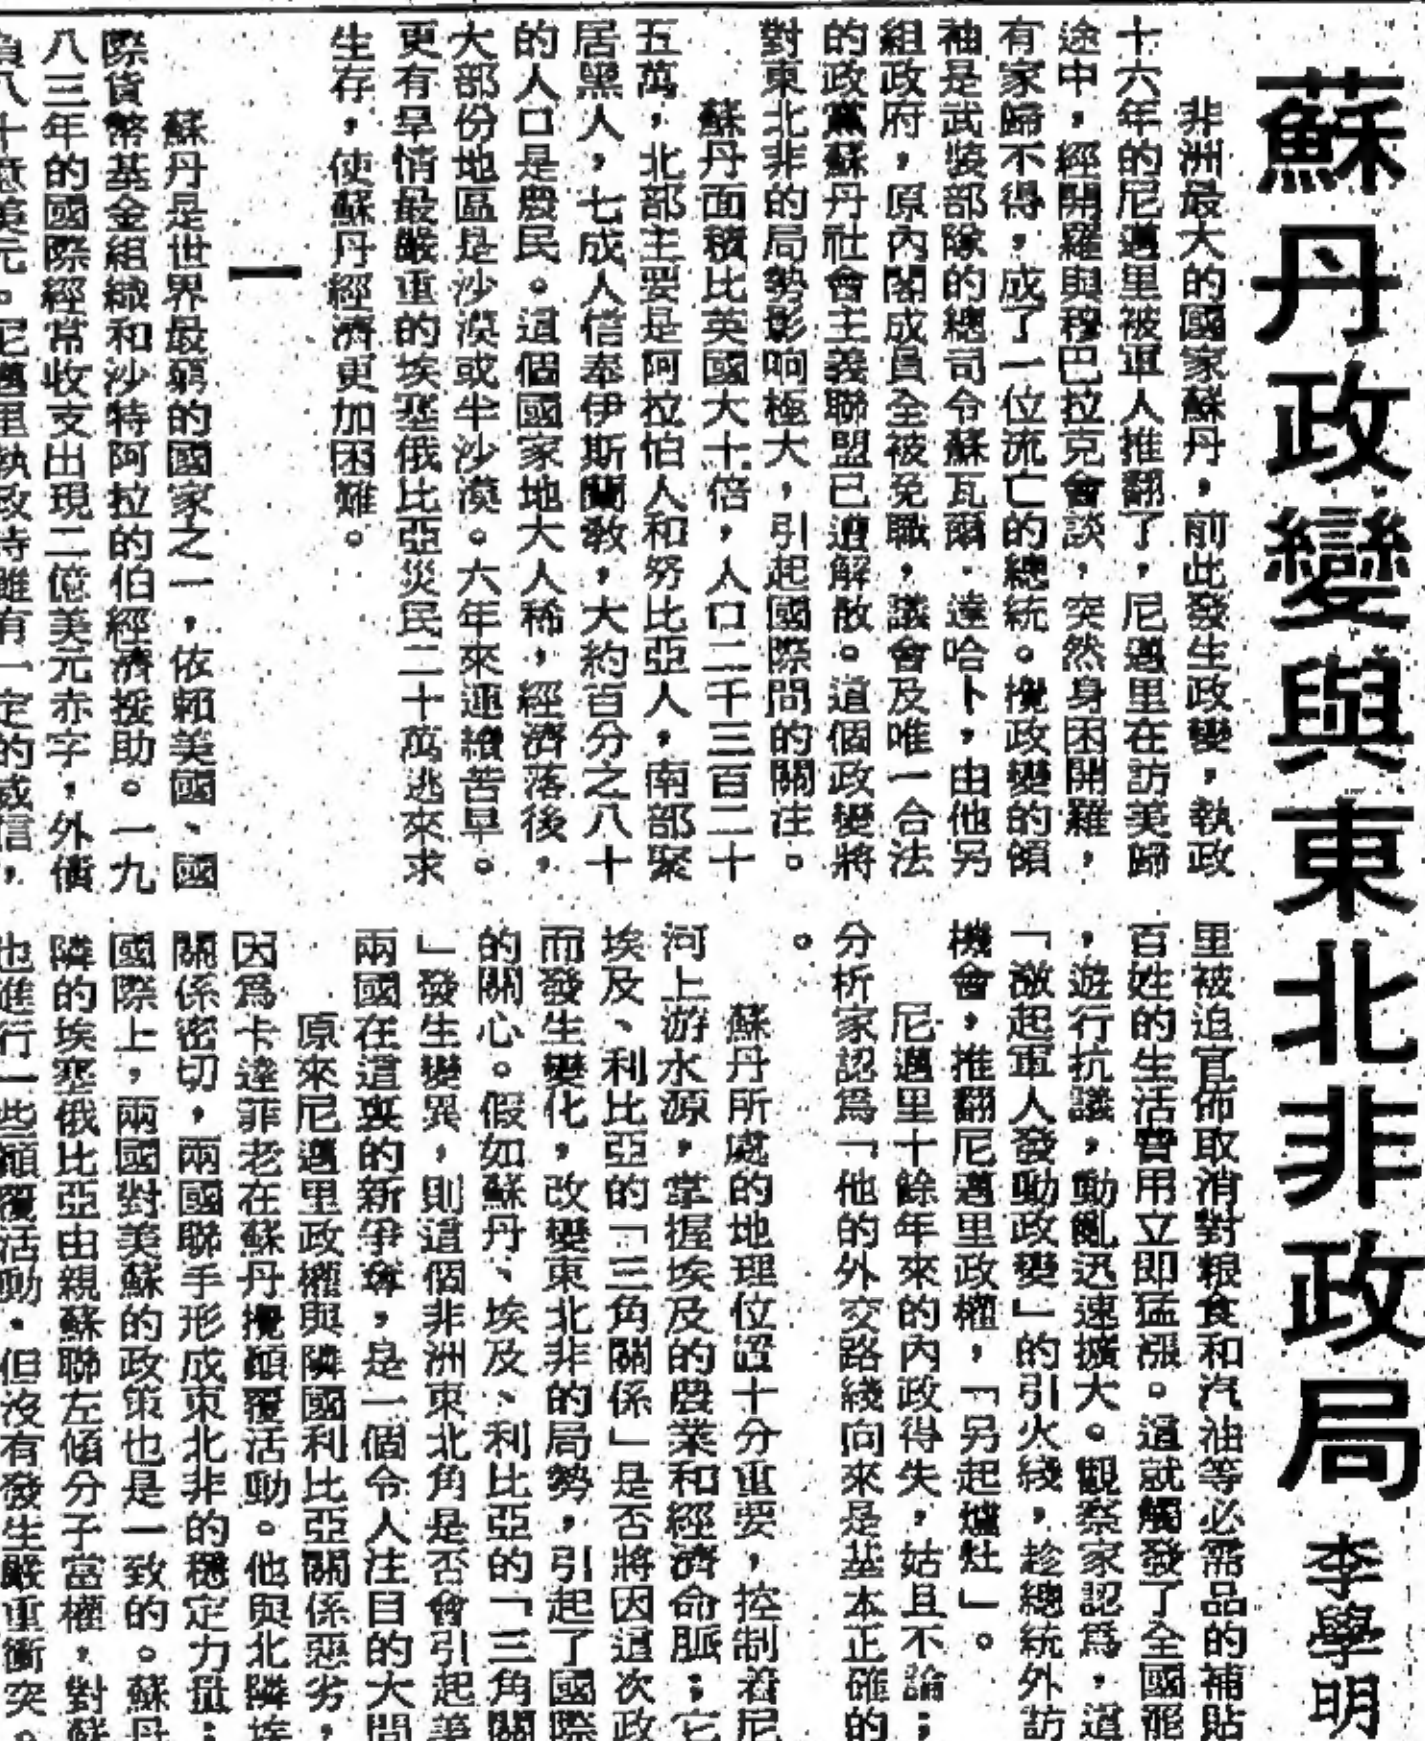 蘇丹政變與東北非政局
李學明
非洲最大的國家蘇丹，前此發生政變，執政
十六年的尼邁里被軍人推翻了，尼邁里在訪美歸
途中，經開羅與穆巴拉克會談，突然身困開羅，
有家歸不得，成了一位流亡的總統。攪政變的傾
袖是武裝部隊的總司令蘇瓦爾．達哈卜，由他另
組政府，原內閣成員全被免職，議會及唯一合法
的政黨蘇丹社會主義聯盟已遭解散。這個政變將
對東北非的局勢影响極大，引起國際間的關注。
蘇丹面積比英國大十倍，人口二千三百二十
五萬，北部主要是阿拉伯人和努比亞人，南部聚
居黑人，七成人信奉伊斯蘭教，大約百分之八十
的人口是農民。這個國家地大人稀，經濟落後，
大部份地區是沙漠或半沙漠。六年來連續苦旱。
更有旱情最嚴重的埃塞俄比亞災民二十萬逃來求
生存，使蘇丹經濟更加困難。
一
蘇丹是世界最窮的國家之一，依賴美國、國
際貨幣基金組織和沙特阿拉的伯經濟援助。一九
八三年的國際經常收支出現二億美元赤字，外債
負八十億美元。尼邁里執政時雖有一定的威信，
里被迫宣佈取消對粮食和汽油等必需品的補貼
百姓的生活費用立即猛漲。這就觸發了全國罷
，遊行抗議，動亂迅速擴大。觀察家認爲，這
「激起軍人發動政變」的引火綫，趁總統外訪
機會，推翻尼邁里政權，「另起爐灶」。
尼邁里十餘年來的內政得失，姑且不論；
分析家認爲「他的外交路綫向來是基本正確的
。
蘇丹所處的地理位置十分重要，控制着尼
河上游水源，掌握埃及的農業和經濟命脈；它
埃及、利比亞的「三角關係」是否將因這次政
而發生變化，改變東北非的局勢，引起了國際
的關心。假如蘇丹、埃及、利比亞的「三角關
」發生變異，則這個非洲東北角是否會引起美
兩國在這裏的新爭奪，是一個令人注目的大問
原來尼邁里政權與隣國利比亞關係惡劣，
因爲卡達菲老在蘇丹攪顛覆活動。他與北隣埃
關係密切，兩國聯手形成東北非的穩定力量；
國際上，兩國對美蘇的政策也是一致的。蘇丹
隣的埃塞俄比亞由親蘇聯左傾分子當權，對蘇
也進行一些顛覆活動．但沒有發生嚴重衝突。